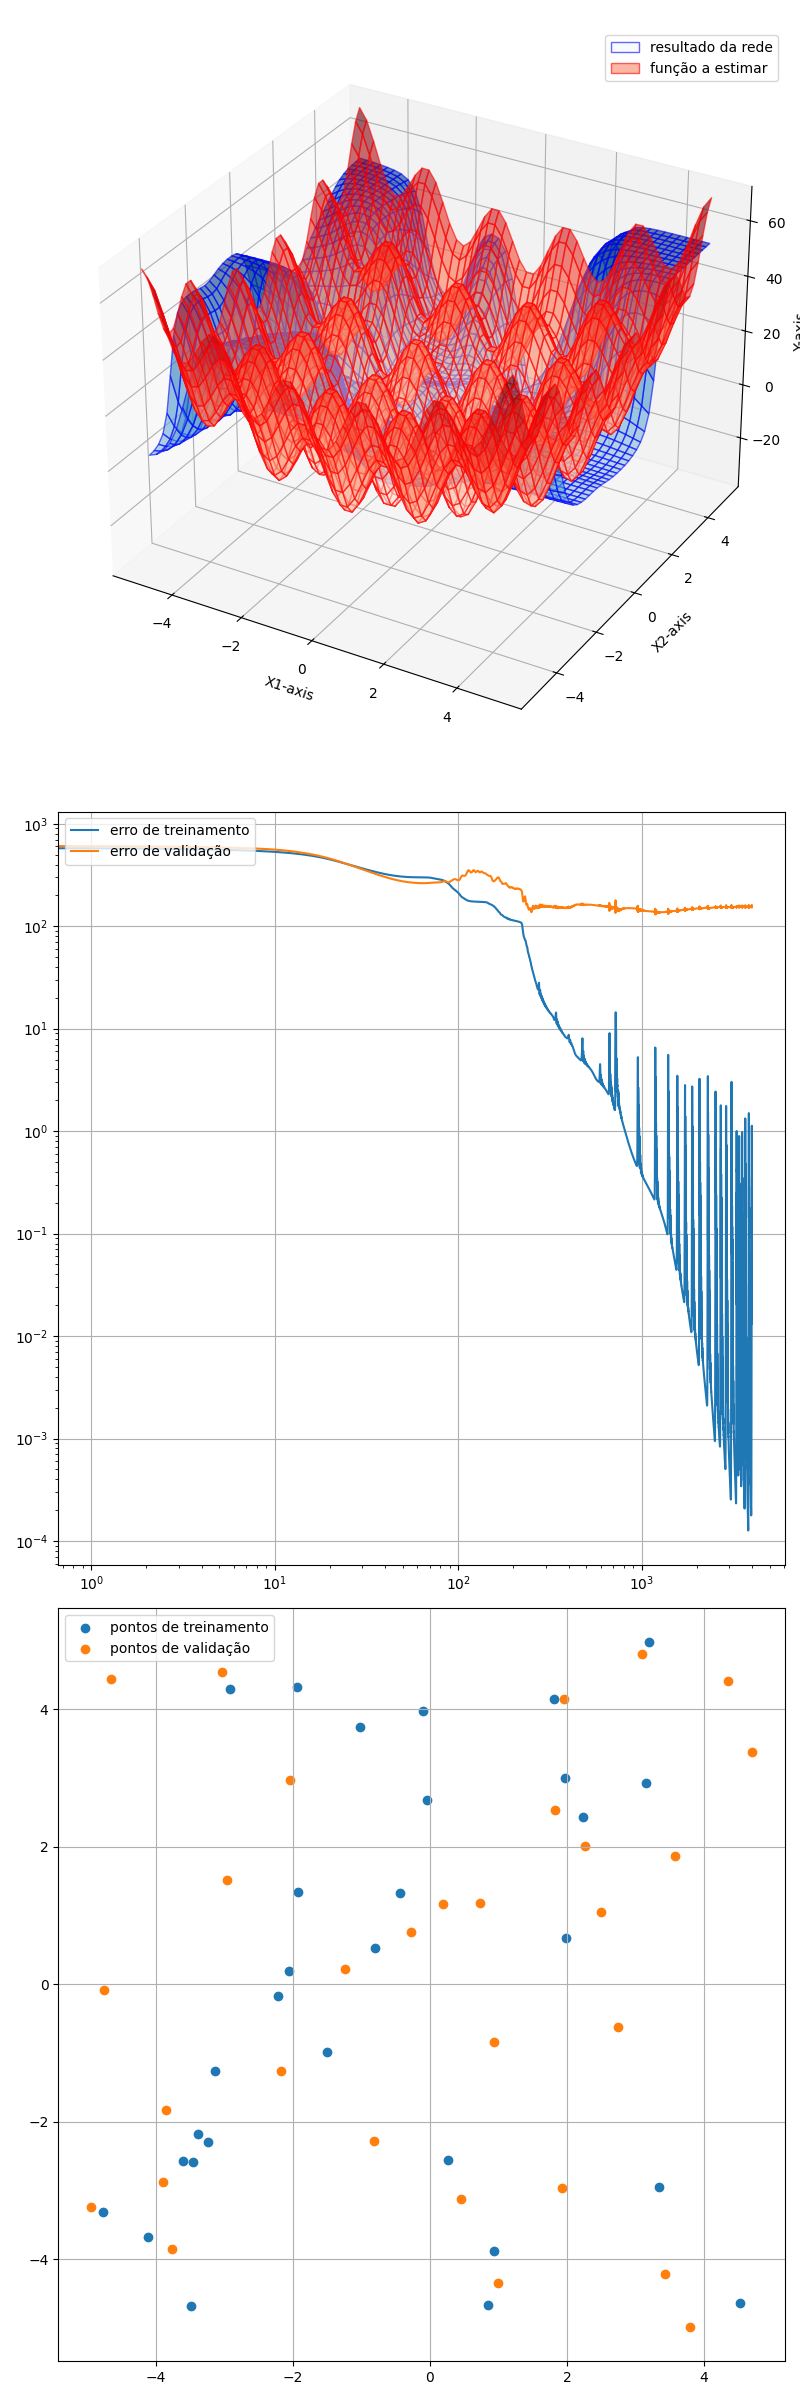 resultado da rede
função a estimar
60
40
20
0
−20
Y-axis
4
2
0
−2
−4
X2-axis
−4
−2
0
2
4
X1-axis
erro de treinamento
erro de validação
10³
10²
10¹
10⁰
10⁻¹
10⁻²
10⁻³
10⁻⁴
10⁰ 10¹ 10² 10³
pontos de treinamento
pontos de validação
4
2
0
−2
−4
−4 −2 0 2 4